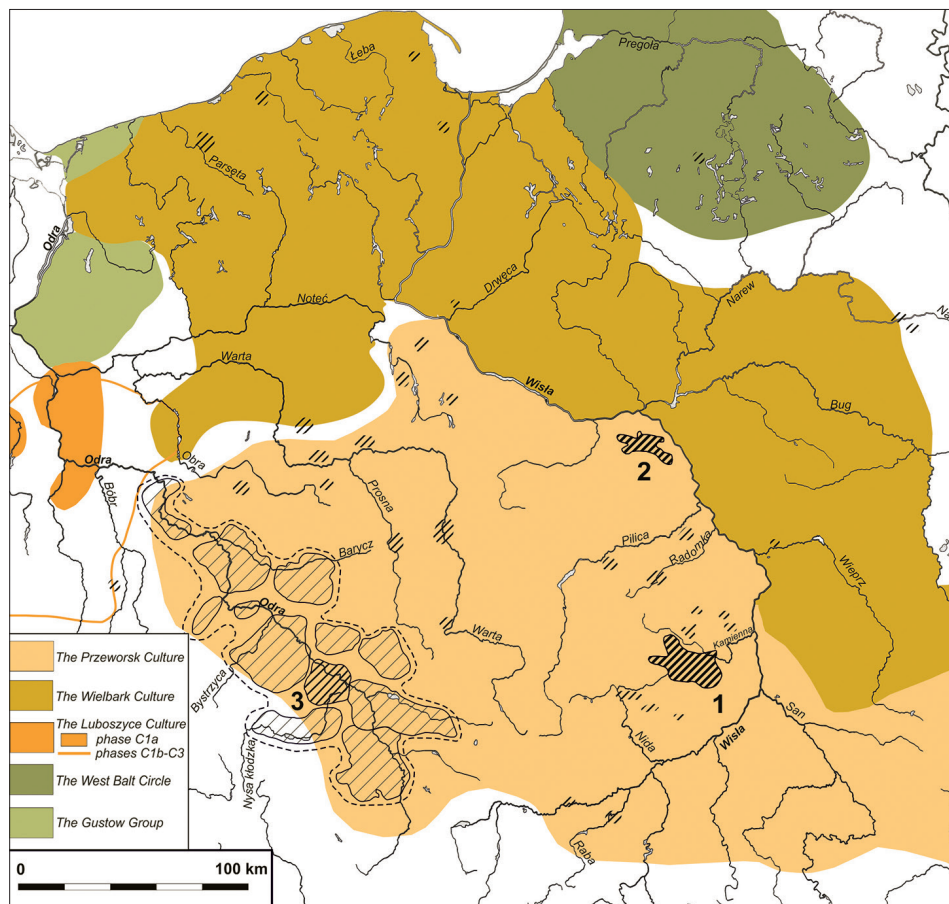 Łeba
Pregoła
Parsęta
Odra
Drwęca
Narew
Na
Noteć
Warta
Wisła
Bug
Obra
Odra
Bóbr
2
Prosna
Barycz
Pilica
Radomka
Wieprz
Odra
Warta
Kamienna
The Przeworsk Culture
The Wielbark Culture
The Luboszyce Culture
phase C1a
phases C1b-C3
The West Balt Circle
The Gustow Group
Bystrzyca
3
1
San
Nysa kłodzka
Nida
Wisła
Raba
0 100 km